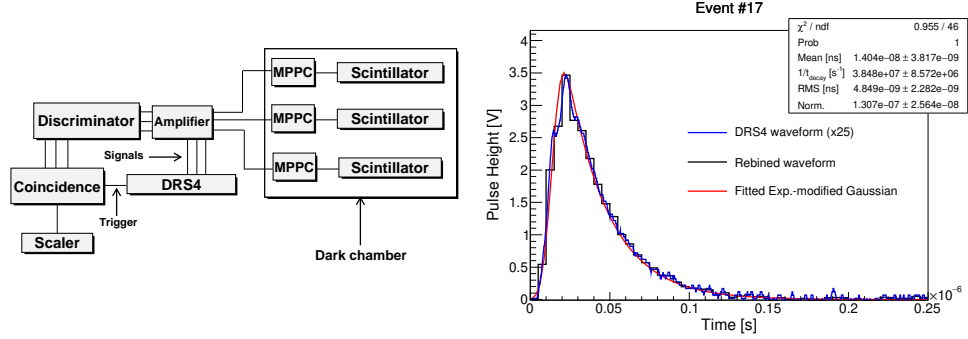 MPPC
Scintillator
Discriminator
Amplifier
MPPC
Scintillator
Signals
MPPC
Scintillator
Coincidence
DRS4
Trigger
Scaler
Dark chamber
Event #17
χ² / ndf 0.955 / 46
Prob 1
Mean [ns] 1.404e−08 ± 3.817e−09
1/t_decay [s⁻¹] 3.848e+07 ± 8.572e+06
RMS [ns] 4.849e−09 ± 2.282e−09
Norm. 1.307e−07 ± 2.564e−08
DRS4 waveform (x25)
Rebined waveform
Fitted Exp.-modified Gaussian
Pulse Height [V]
4
3.5
3
2.5
2
1.5
1
0.5
0
0 0.05 0.1 0.15 0.2 0.25
×10⁻⁶
Time [s]